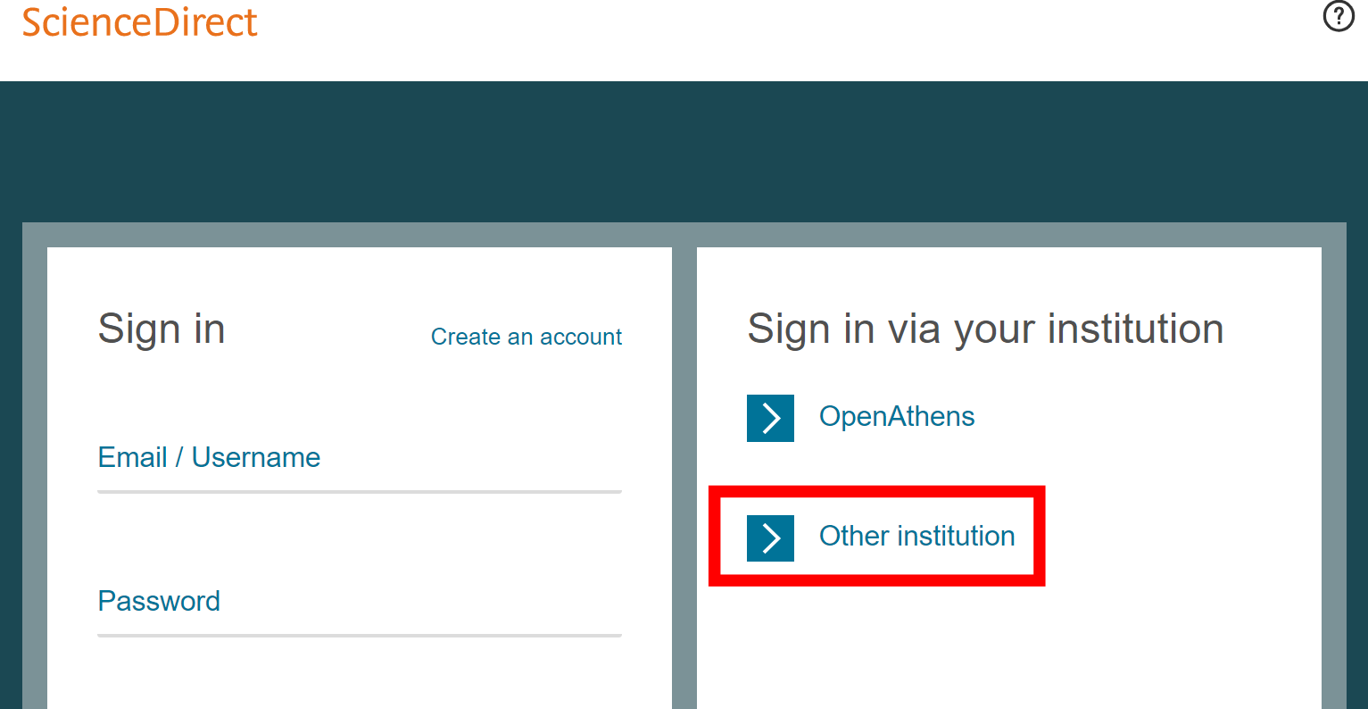 ScienceDirect
?
Sign in
Create an account
Email / Username
Password
Sign in via your institution
OpenAthens
Other institution